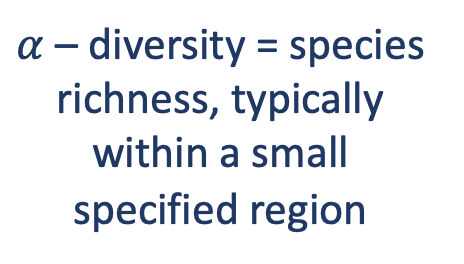 α – diversity = species
richness, typically
within a small
specified region